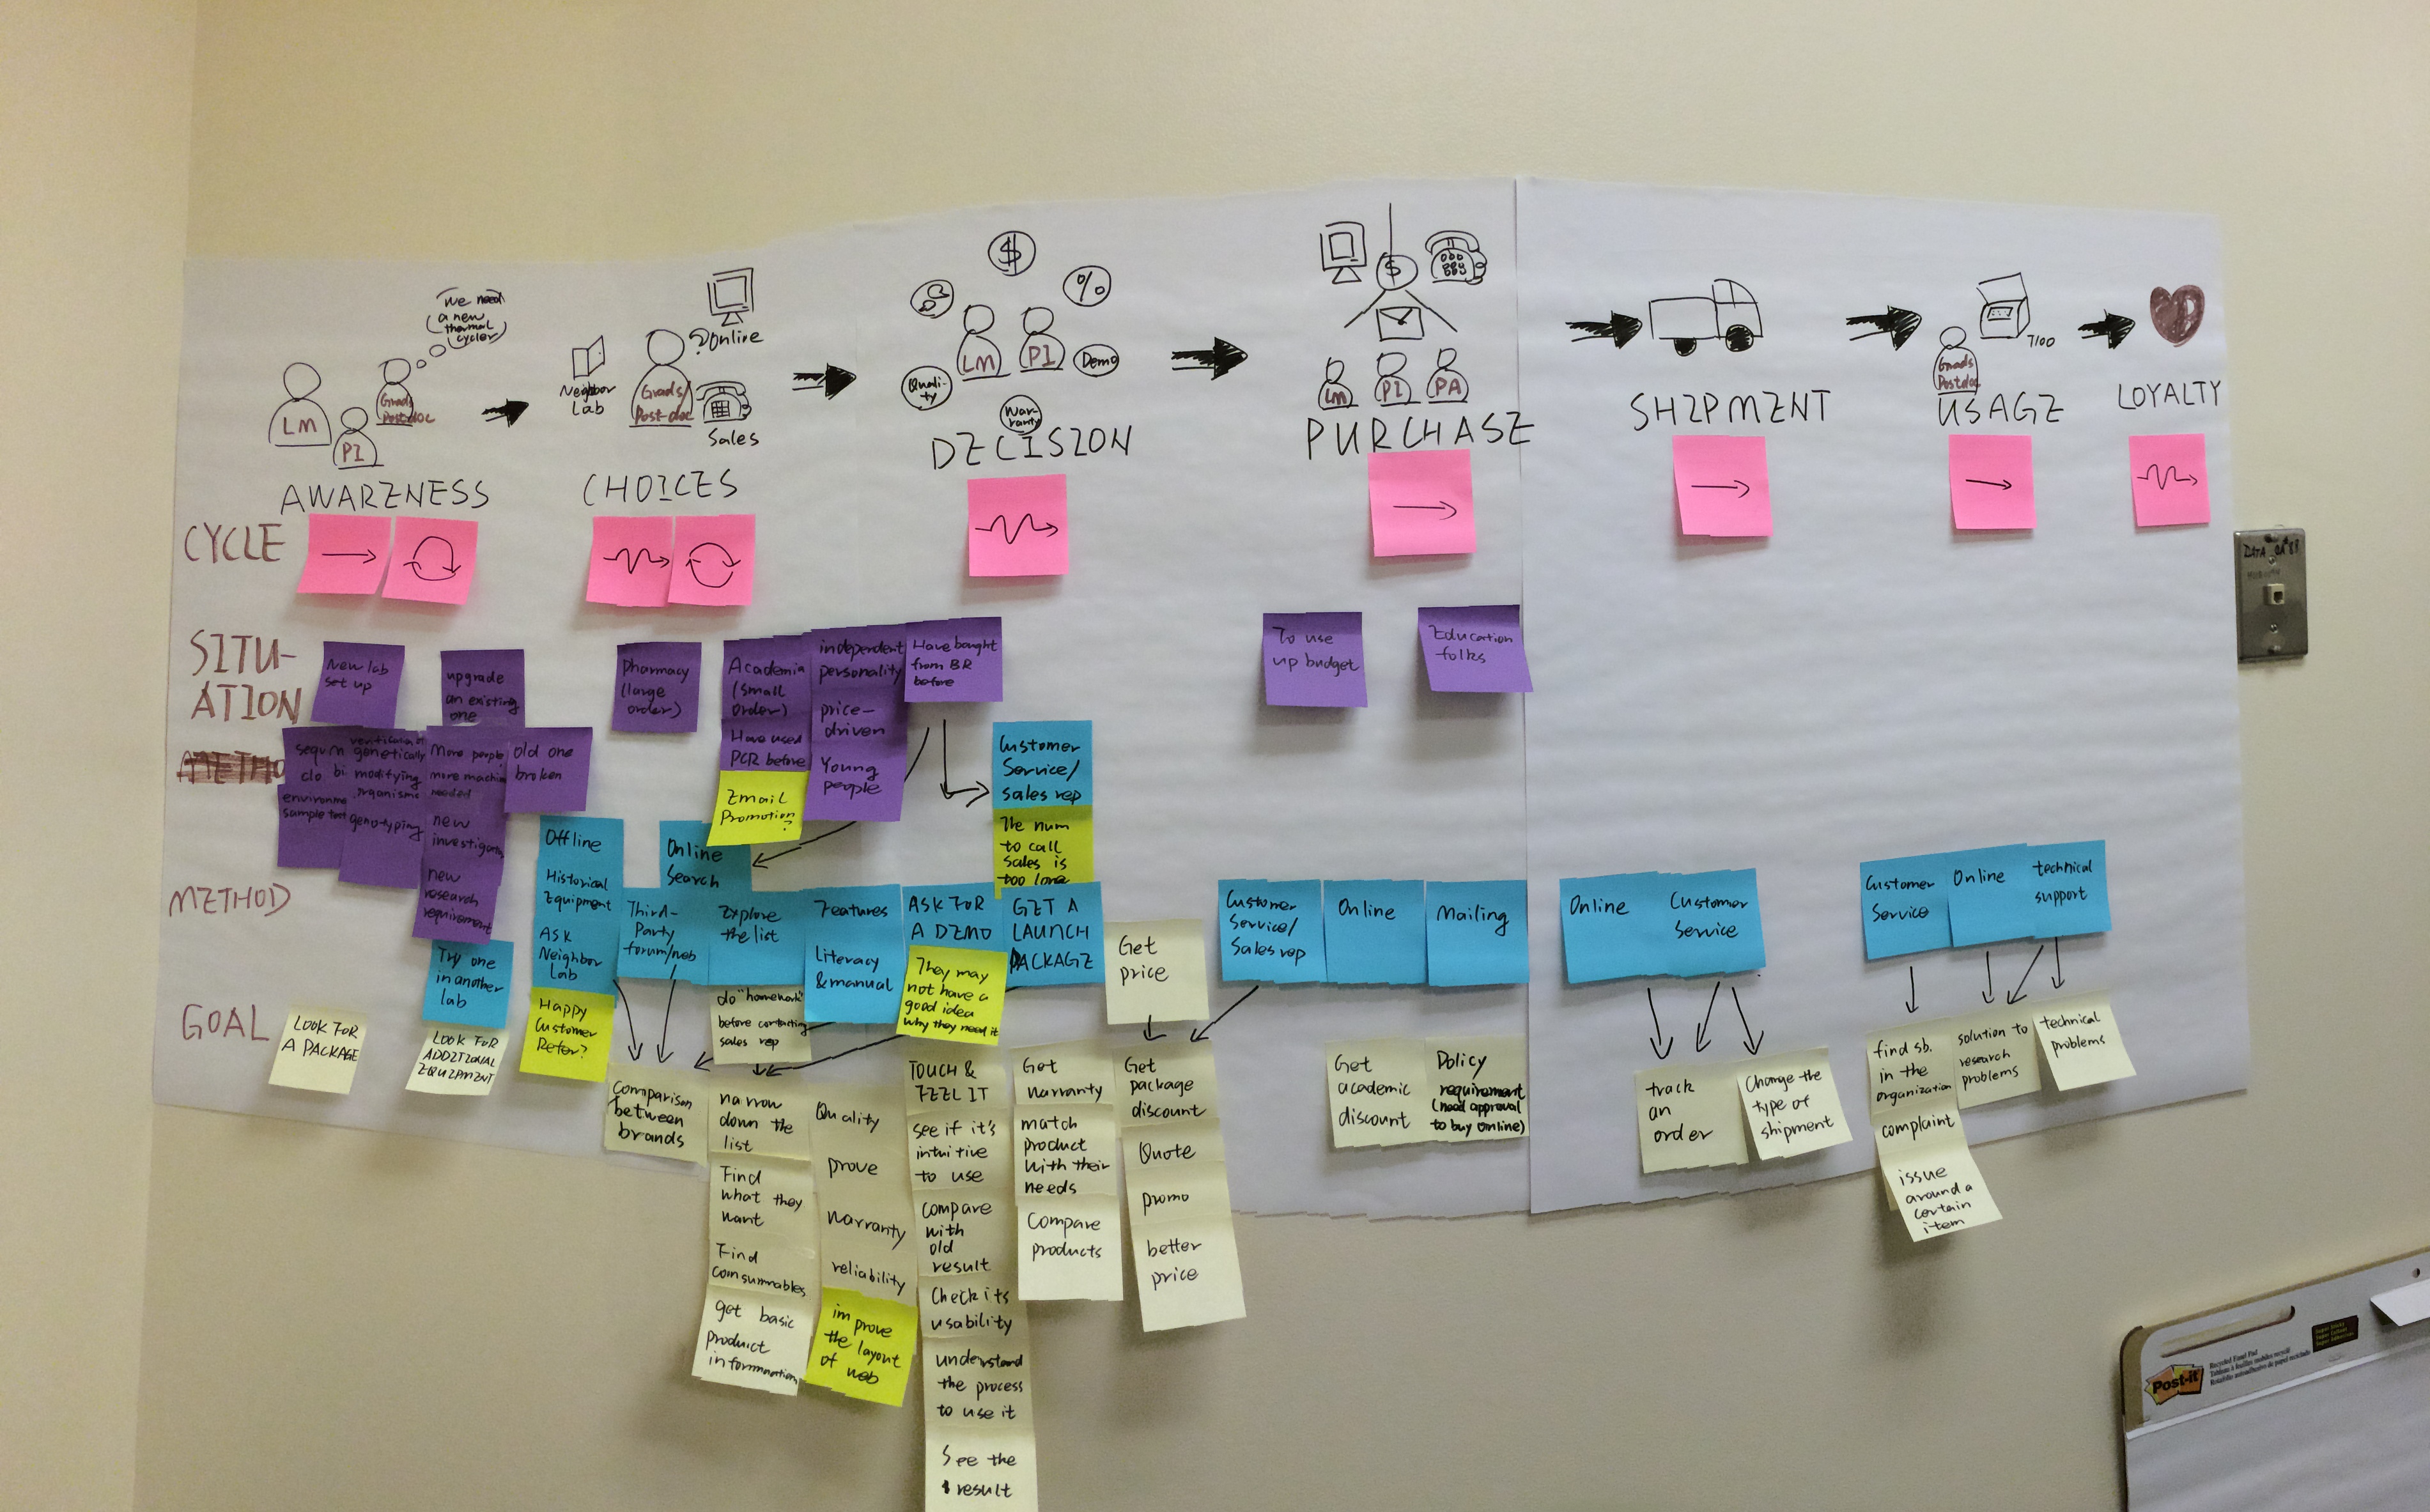 We need
a new
thermal
cycler
LM
PI
Grads
Postdoc
AWARENESS
Neighbor
Lab
Grads/
Post-doc
?Online
Sales
CHOICES
$
%
LM
PI
Quali-
ty
Demo
War-
ranty
DECISION
$
LM
PI
PA
PURCHASE
SHIPMENT
Grads
Postdoc
T100
USAGE
LOYALTY
CYCLE
SITU-
ATION
New lab
set up
upgrade
an existing
one
pharmacy
(large
order)
Academia
(small
order)
Have used
PCR before
Email
Promotion?
independent
personality
price-
driven
Young
people
Have bought
from BR
before
To use
up budget
Education
folks
genetically
modifying
organisms
genotyping
sample test
More people
more machine
needed
new
new
research
requirement
old one
broken
METHOD
Try one
in another
lab
Offline
Historical
Equipment
ASK
Neighbor
Lab
Happy
Customer
Refer?
Online
Search
Third-
Party
forum/web
Explore
the list
Features
Literacy
&manual
Customer
Service/
sales rep
The num
to call
sales is
too long
ASK FOR
A DEMO
They may
not have a
good idea
why they need it
GET A
LAUNCH
PACKAGE
Customer
Service/
Sales rep
Online
Mailing
Online
Customer
Service
Customer
Service
Online
technical
support
GOAL
LOOK FOR
A PACKAGE
LOOK FOR
ADDITIONAL
EQUIPMENT
Comparison
between
brands
do "homework"
before contacting
sales rep
narrow
down the
list
Find
what they
want
Find
consumables
get basic
product
information
Quality
prove
warranty
reliability
improve
the layout
of web
TOUCH &
FEEL IT
see if it's
intuitive
to use
compare
with
old
result
Check its
usability
understand
the process
to use it
See the
result
Get
warranty
match
product
with their
needs
Compare
products
Get
price
Get
package
discount
Quote
promo
better
price
Get
academic
discount
Policy
requirement
(need approval
to buy online)
track
an
order
Change the
type of
shipment
find sb.
in the
organization
complaint
issue
around a
certain
item
solution to
research
problems
technical
problems
DATA
Post-it